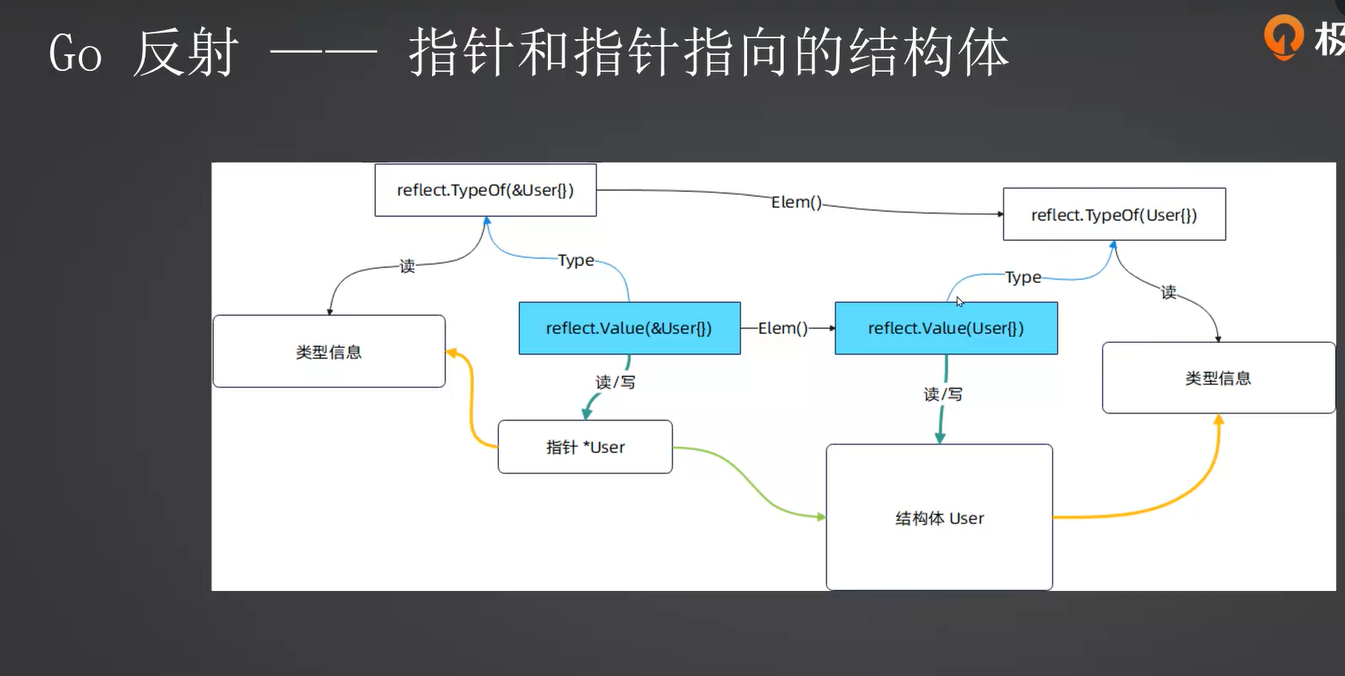 Go 反射 —— 指针和指针指向的结构体
极
reflect.TypeOf(&User{})
Elem()
reflect.TypeOf(User{})
读
Type
Type
读
类型信息
reflect.Value(&User{})
Elem()
reflect.Value(User{})
类型信息
读/写
读/写
指针 *User
结构体 User